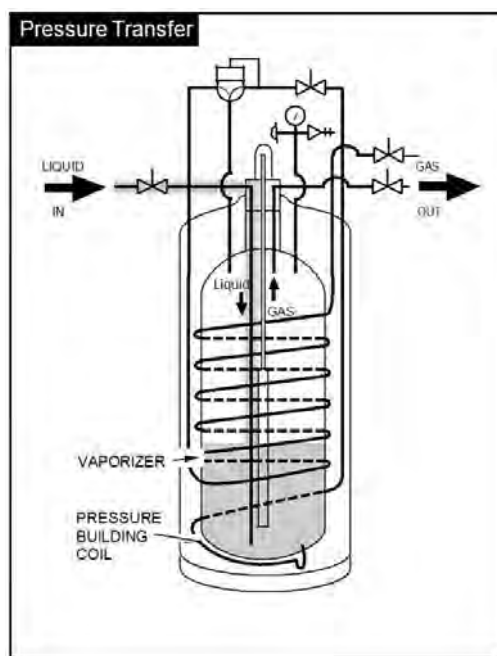 Pressure Transfer
LIQUID
IN
GAS
OUT
Liquid
GAS
VAPORIZER
PRESSURE
BUILDING
COIL